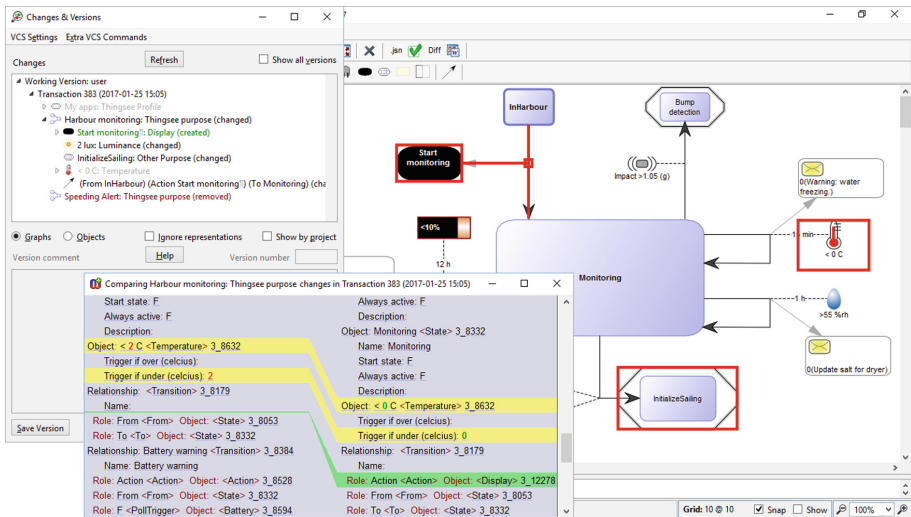 Changes & Versions
VCS Settings Extra VCS Commands
Changes
Refresh
Show all versions
Working Version: user
Transaction 383 (2017-01-25 15:05)
My apps: Thingsee Profile
Harbour monitoring: Thingsee purpose (changed)
Start monitoring¶: Display (created)
2 lux: Luminance (changed)
InitializeSailing: Other Purpose (changed)
< 0 C: Temperature
(From InHarbour) (Action Start monitoring¶) (To Monitoring) (cha
Speeding Alert: Thingsee purpose (removed)
Graphs Objects Ignore representations Show by project
Version comment Help Version number
Save Version
.jsn Diff
InHarbour
Bump
detection
Start
monitoring
Impact >1.05 (g)
0(Warning: water
freezing.)
<10%
12 h
min
< 0 C
Monitoring
1 h
>55 %rh
0(Update salt for dryer)
InitializeSailing
Comparing Harbour monitoring: Thingsee purpose changes in Transaction 383 (2017-01-25 15:05)
Start state: F
Always active: F
Description:
Object: < 2 C <Temperature> 3_8632
Trigger if over (celcius):
Trigger if under (celcius): 2
Relationship: <Transition> 3_8179
Name:
Role: From <From> Object: <State> 3_8053
Role: To <To> Object: <State> 3_8332
Relationship: Battery warning <Transition> 3_8384
Name: Battery warning
Role: Action <Action> Object: <Action> 3_8528
Role: From <From> Object: <State> 3_8332
Role: F <PollTrigger> Object: <Battery> 3_8594
Always active: F
Description:
Object: Monitoring <State> 3_8332
Name: Monitoring
Start state: F
Always active: F
Description:
Object: < 0 C <Temperature> 3_8632
Trigger if over (celcius):
Trigger if under (celcius): 0
Relationship: <Transition> 3_8179
Name:
Role: Action <Action> Object: <Display> 3_12278
Role: From <From> Object: <State> 3_8053
Role: To <To> Object: <State> 3_8332
Grid: 10 @ 10 Snap Show 100%